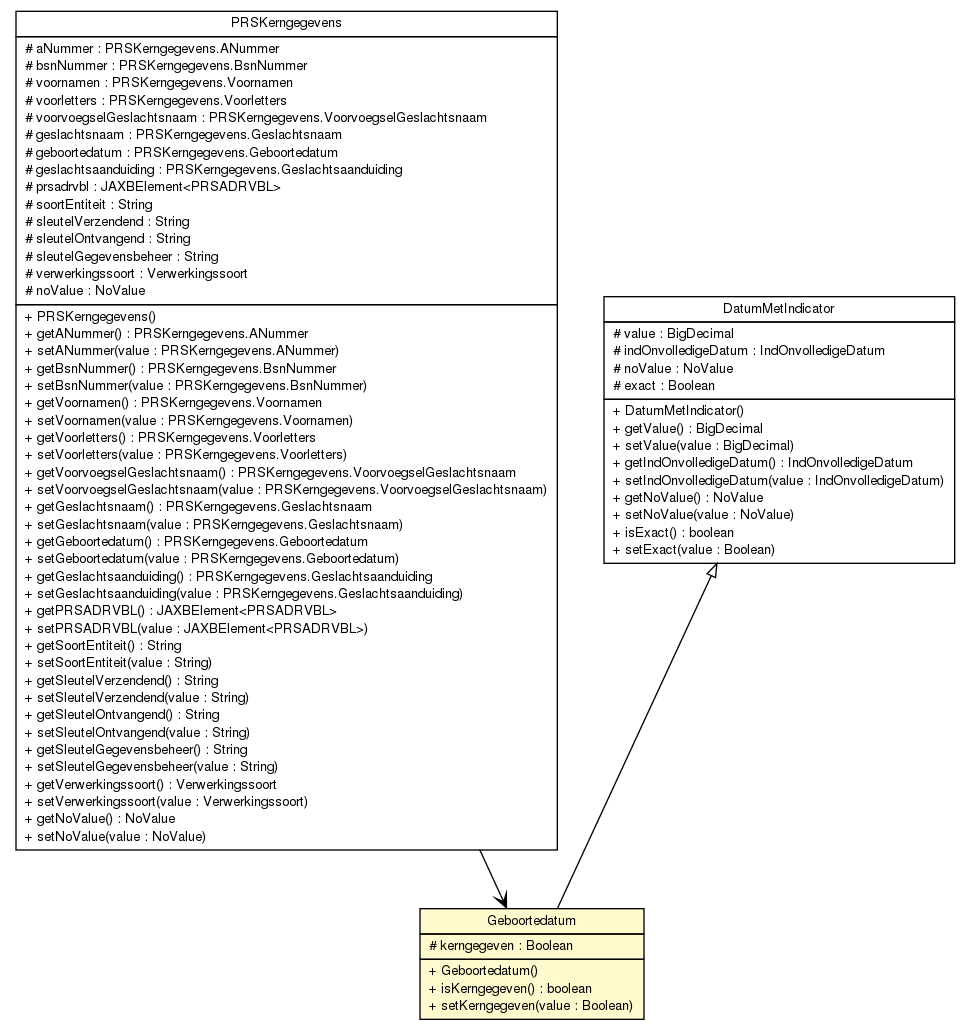 PRSKerngegevens
# aNummer : PRSKerngegevens.ANummer
# bsnNummer : PRSKerngegevens.BsnNummer
# voornamen : PRSKerngegevens.Voornamen
# voorletters : PRSKerngegevens.Voorletters
# voorvoegselGeslachtsnaam : PRSKerngegevens.VoorvoegselGeslachtsnaam
# geslachtsnaam : PRSKerngegevens.Geslachtsnaam
# geboortedatum : PRSKerngegevens.Geboortedatum
# geslachtsaanduiding : PRSKerngegevens.Geslachtsaanduiding
# prsadrvbl : JAXBElement<PRSADRVBL>
# soortEntiteit : String
# sleutelVerzendend : String
# sleutelOntvangend : String
# sleutelGegevensbeheer : String
# verwerkingssoort : Verwerkingssoort
# noValue : NoValue
+ PRSKerngegevens()
+ getANummer() : PRSKerngegevens.ANummer
+ setANummer(value : PRSKerngegevens.ANummer)
+ getBsnNummer() : PRSKerngegevens.BsnNummer
+ setBsnNummer(value : PRSKerngegevens.BsnNummer)
+ getVoornamen() : PRSKerngegevens.Voornamen
+ setVoornamen(value : PRSKerngegevens.Voornamen)
+ getVoorletters() : PRSKerngegevens.Voorletters
+ setVoorletters(value : PRSKerngegevens.Voorletters)
+ getVoorvoegselGeslachtsnaam() : PRSKerngegevens.VoorvoegselGeslachtsnaam
+ setVoorvoegselGeslachtsnaam(value : PRSKerngegevens.VoorvoegselGeslachtsnaam)
+ getGeslachtsnaam() : PRSKerngegevens.Geslachtsnaam
+ setGeslachtsnaam(value : PRSKerngegevens.Geslachtsnaam)
+ getGeboortedatum() : PRSKerngegevens.Geboortedatum
+ setGeboortedatum(value : PRSKerngegevens.Geboortedatum)
+ getGeslachtsaanduiding() : PRSKerngegevens.Geslachtsaanduiding
+ setGeslachtsaanduiding(value : PRSKerngegevens.Geslachtsaanduiding)
+ getPRSADRVBL() : JAXBElement<PRSADRVBL>
+ setPRSADRVBL(value : JAXBElement<PRSADRVBL>)
+ getSoortEntiteit() : String
+ setSoortEntiteit(value : String)
+ getSleutelVerzendend() : String
+ setSleutelVerzendend(value : String)
+ getSleutelOntvangend() : String
+ setSleutelOntvangend(value : String)
+ getSleutelGegevensbeheer() : String
+ setSleutelGegevensbeheer(value : String)
+ getVerwerkingssoort() : Verwerkingssoort
+ setVerwerkingssoort(value : Verwerkingssoort)
+ getNoValue() : NoValue
+ setNoValue(value : NoValue)
DatumMetIndicator
# value : BigDecimal
# indOnvolledigeDatum : IndOnvolledigeDatum
# noValue : NoValue
# exact : Boolean
+ DatumMetIndicator()
+ getValue() : BigDecimal
+ setValue(value : BigDecimal)
+ getIndOnvolledigeDatum() : IndOnvolledigeDatum
+ setIndOnvolledigeDatum(value : IndOnvolledigeDatum)
+ getNoValue() : NoValue
+ setNoValue(value : NoValue)
+ isExact() : boolean
+ setExact(value : Boolean)
Geboortedatum
# kerngegeven : Boolean
+ Geboortedatum()
+ isKerngegeven() : boolean
+ setKerngegeven(value : Boolean)